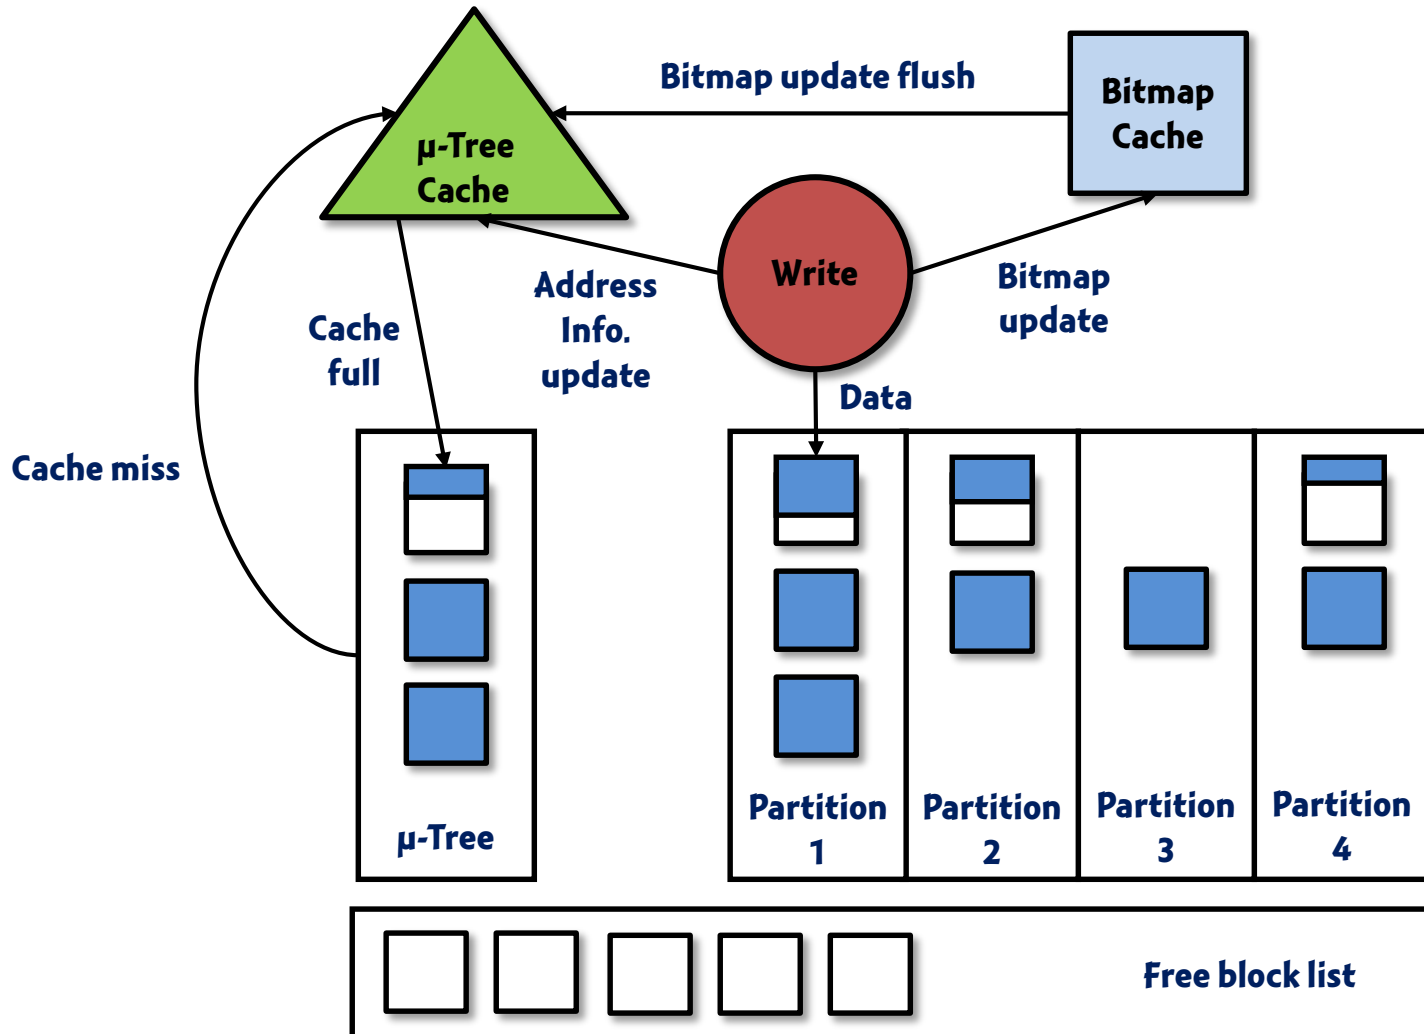 Bitmap update flush
Bitmap
Cache
μ-Tree
Cache
Write
Address
Info.
update
Bitmap
update
Cache
full
Data
Cache miss
μ-Tree
Partition
1
Partition
2
Partition
3
Partition
4
Free block list